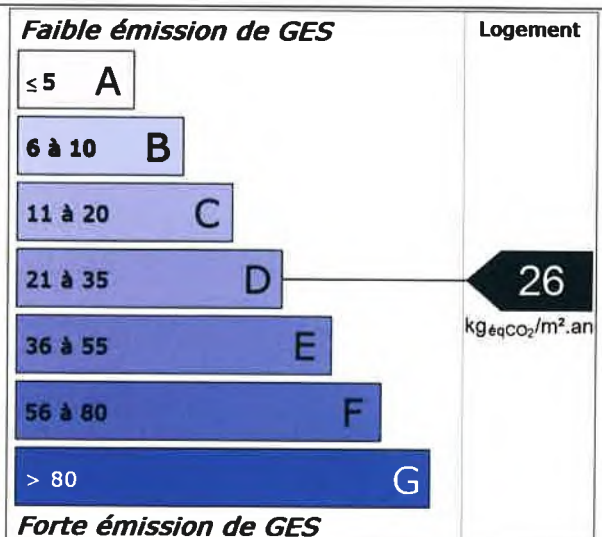 Faible émission de GES Logement
≤ 5 A
6 à 10 B
11 à 20 C
21 à 35 D 26
kgéqCO₂/m².an
36 à 55 E
56 à 80 F
> 80 G
Forte émission de GES